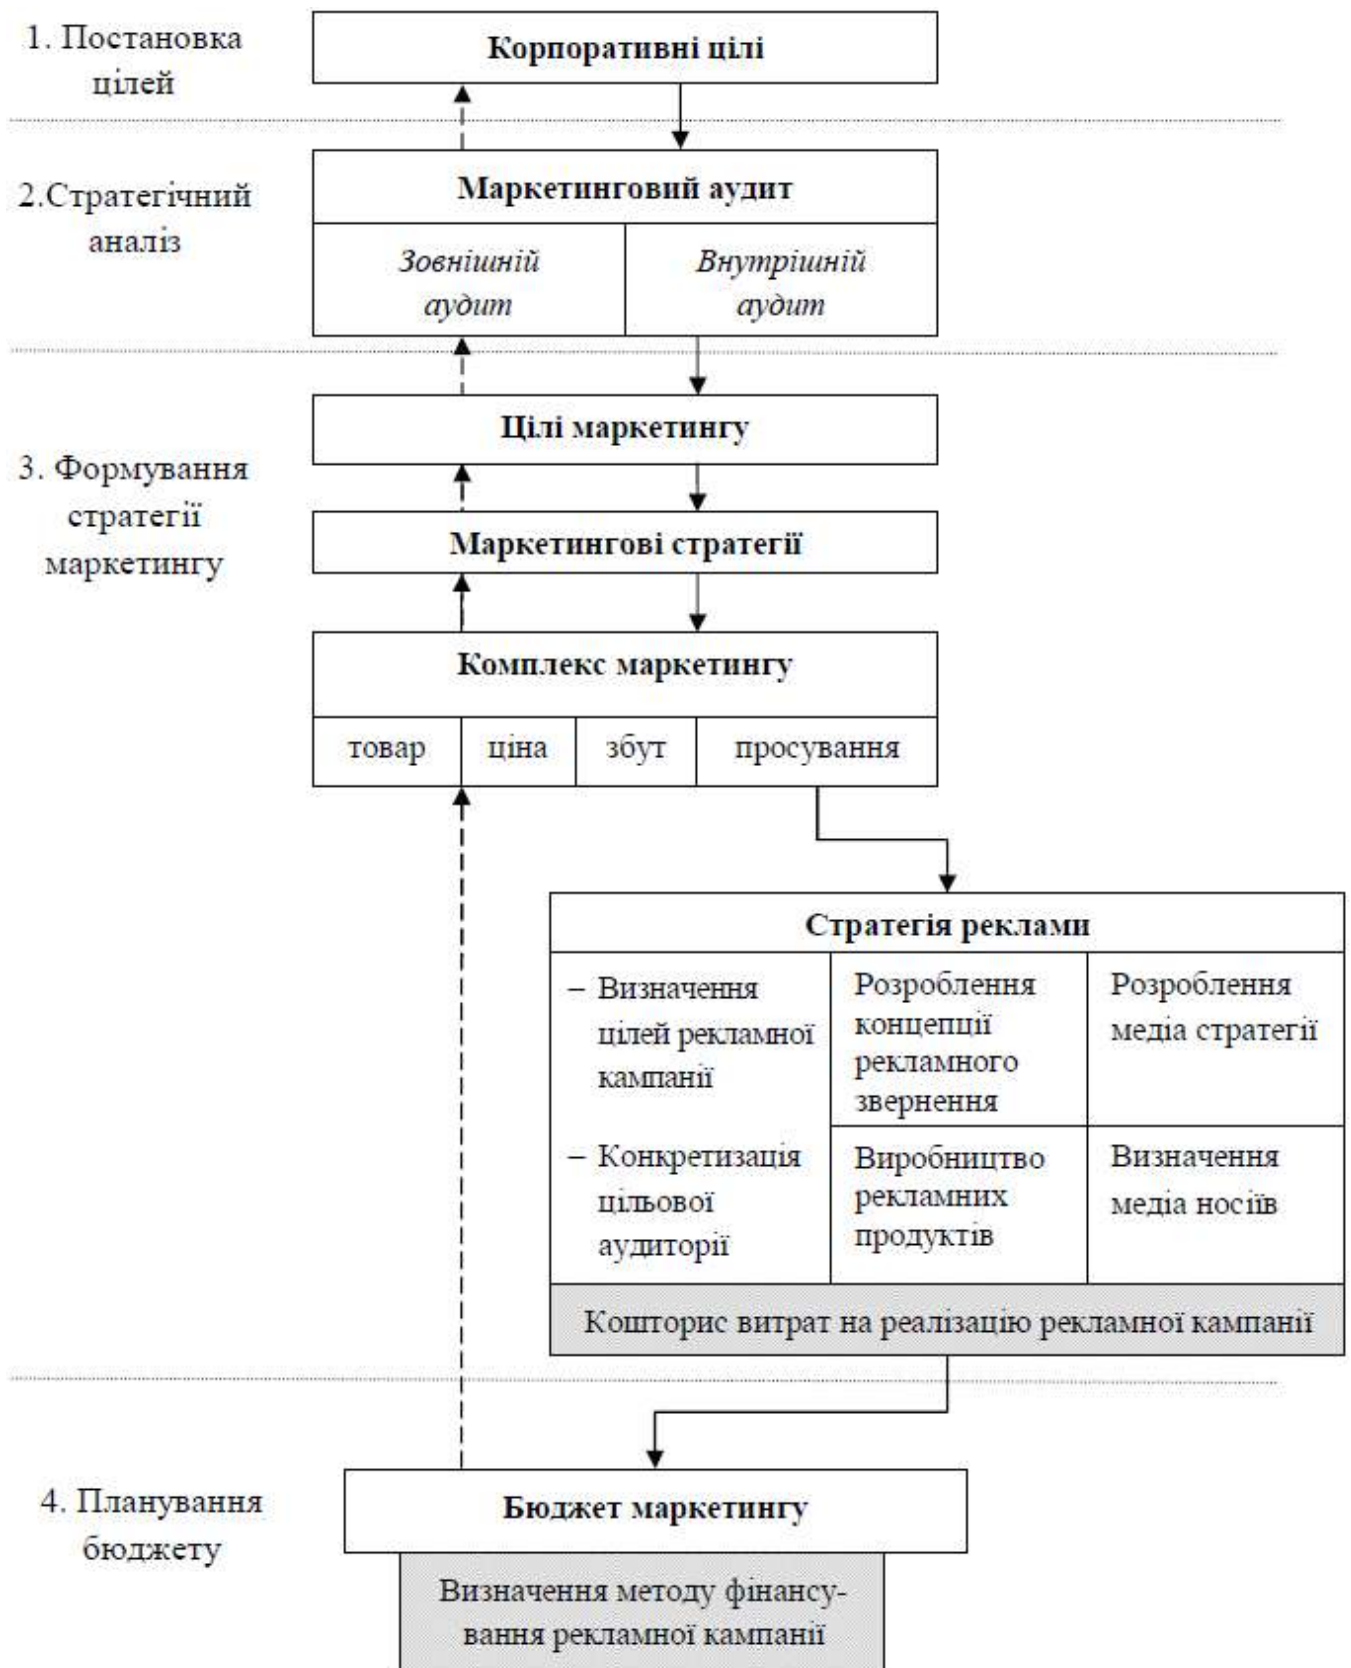 1. Постановка
цілей
Корпоративні цілі
2.Стратегічний
аналіз
Маркетинговий аудит
Зовнішній
аудит
Внутрішній
аудит
3. Формування
стратегії
маркетингу
Цілі маркетингу
Маркетингові стратегії
Комплекс маркетингу
товар
ціна
збут
просування
Стратегія реклами
– Визначення
цілей рекламної
кампанії
– Конкретизація
цільової
аудиторії
Розроблення
концепції
рекламного
звернення
Розроблення
медіа стратегії
Виробництво
рекламних
продуктів
Визначення
медіа носіїв
Кошторис витрат на реалізацію рекламної кампанії
4. Планування
бюджету
Бюджет маркетингу
Визначення методу фінансу-
вання рекламної кампанії